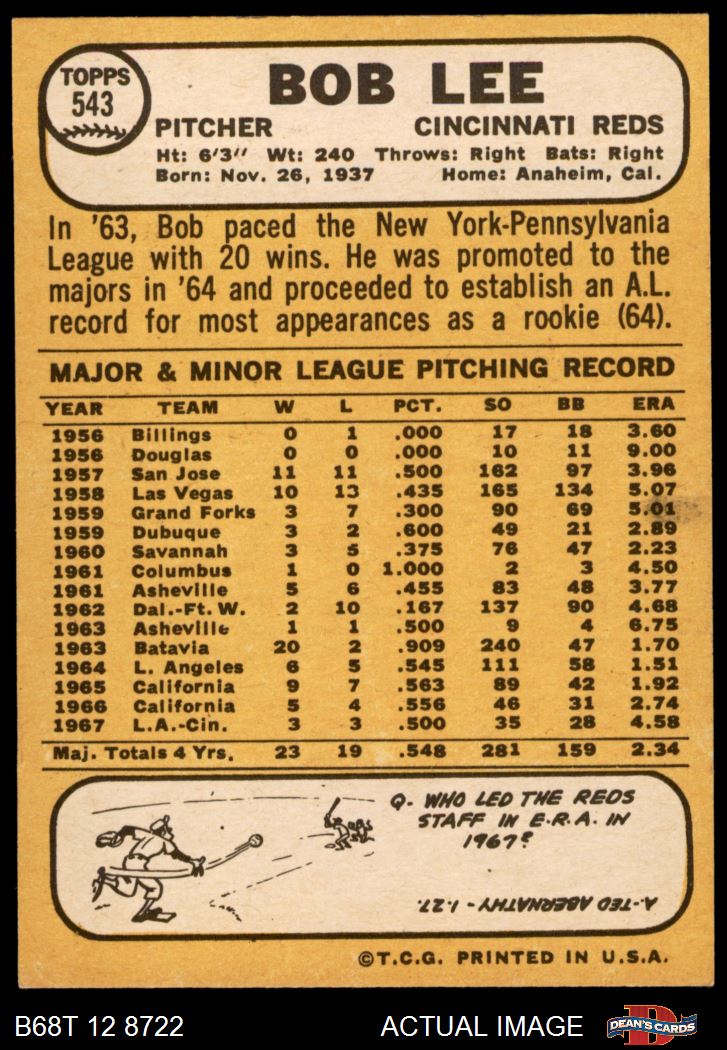 TOPPS
543
BOB LEE
PITCHER CINCINNATI REDS
Ht: 6'3" Wt: 240 Throws: Right Bats: Right
Born: Nov. 26, 1937 Home: Anaheim, Cal.
In '63, Bob paced the New York-Pennsylvania
League with 20 wins. He was promoted to the
majors in '64 and proceeded to establish an A.L.
record for most appearances as a rookie (64).
MAJOR & MINOR LEAGUE PITCHING RECORD
YEAR TEAM W L PCT. SO BB ERA
1956 Billings 0 1 .000 17 18 3.60
1956 Douglas 0 0 .000 10 11 9.00
1957 San Jose 11 11 .500 162 97 3.96
1958 Las Vegas 10 13 .435 165 134 5.07
1959 Grand Forks 3 7 .300 90 69 5.01
1959 Dubuque 3 2 .600 49 21 2.89
1960 Savannah 3 5 .375 76 47 2.23
1961 Columbus 1 0 1.000 2 3 4.50
1961 Asheville 5 6 .455 83 48 3.77
1962 Dal.-Ft. W. 2 10 .167 137 90 4.68
1963 Asheville 1 1 .500 9 4 6.75
1963 Batavia 20 2 .909 240 47 1.70
1964 L. Angeles 6 5 .545 111 58 1.51
1965 California 9 7 .563 89 42 1.92
1966 California 5 4 .556 46 31 2.74
1967 L.A.-Cin. 3 3 .500 35 28 4.58
Maj. Totals 4 Yrs. 23 19 .548 281 159 2.34
Q- WHO LED THE REDS
STAFF IN E.R.A. IN
1967?
A-TED ABERNATHY - 1.27.
©T.C.G. PRINTED IN U.S.A.
B68T 12 8722 ACTUAL IMAGE D DEAN'S CARDS